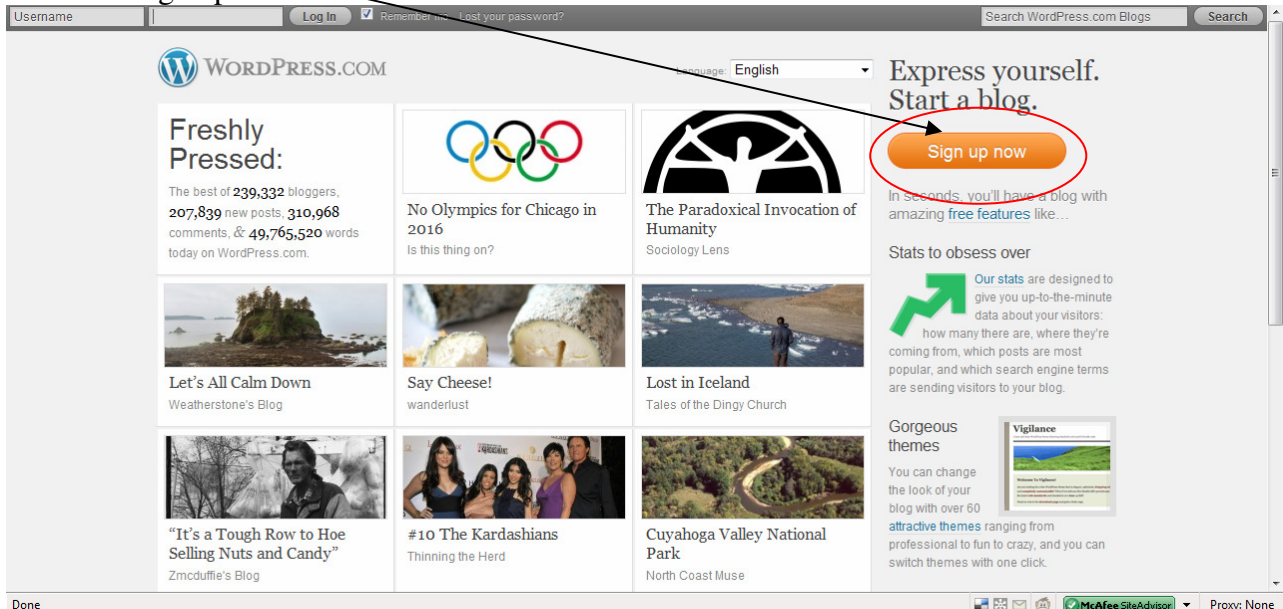 Username
Log In
Remember me Lost your password?
Search WordPress.com Blogs
Search
WORDPRESS.COM
Language: English
Express yourself.
Start a blog.
Sign up now
In seconds, you'll have a blog with
amazing free features like...
Freshly
Pressed:
The best of 239,332 bloggers,
207,839 new posts, 310,968
comments, & 49,765,520 words
today on WordPress.com.
No Olympics for Chicago in
2016
Is this thing on?
The Paradoxical Invocation of
Humanity
Sociology Lens
Let's All Calm Down
Weatherstone's Blog
Say Cheese!
wanderlust
Lost in Iceland
Tales of the Dingy Church
"It's a Tough Row to Hoe
Selling Nuts and Candy"
Zmcduffie's Blog
#10 The Kardashians
Thinning the Herd
Cuyahoga Valley National
Park
North Coast Muse
Stats to obsess over
Our stats are designed to
give you up-to-the-minute
data about your visitors:
how many there are, where they're
coming from, which posts are most
popular, and which search engine terms
are sending visitors to your blog.
Gorgeous
themes
Vigilance
You can change
the look of your
blog with over 60
attractive themes ranging from
professional to fun to crazy, and you can
switch themes with one click.
Done
McAfee SiteAdvisor
Proxy: None